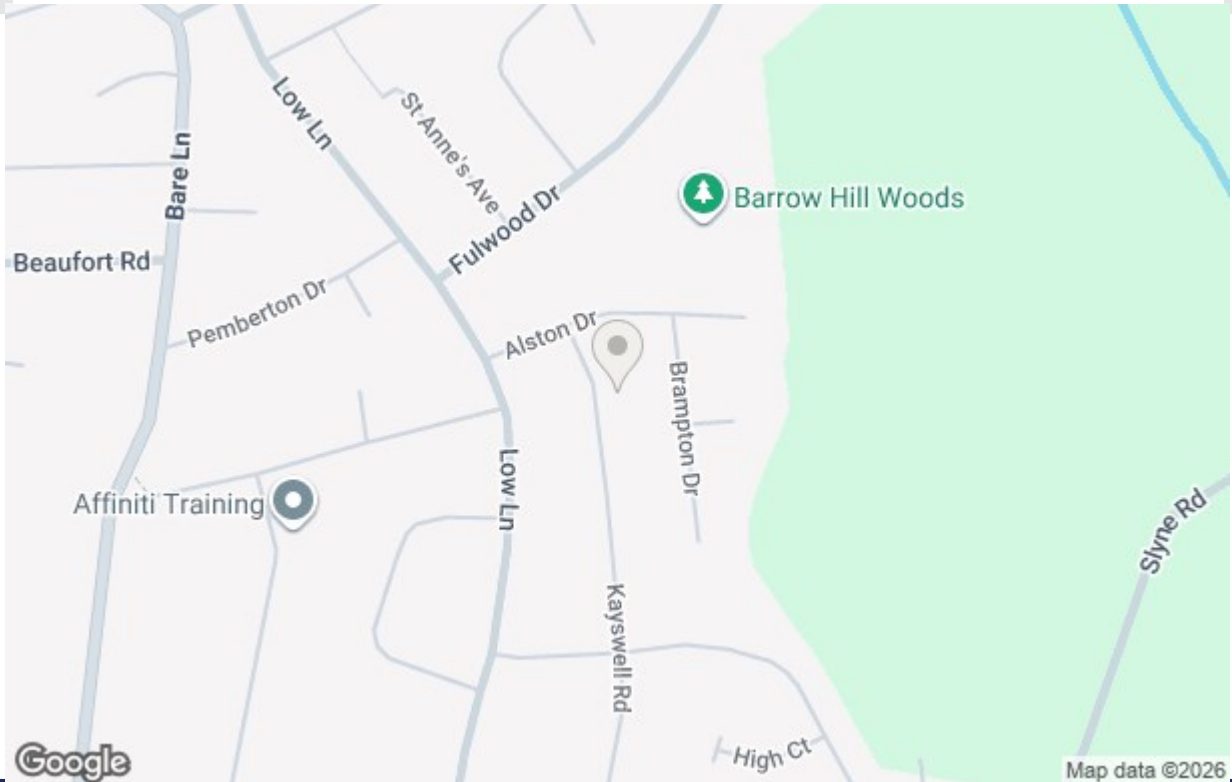 Low Ln
St Anne's Ave
Bare Ln
Fulwood Dr
Barrow Hill Woods
Beaufort Rd
Pemberton Dr
Alston Dr
Brampton Dr
Low Ln
Affiniti Training
Slyne Rd
Kayswell Rd
High Ct
Google
Map data ©2026